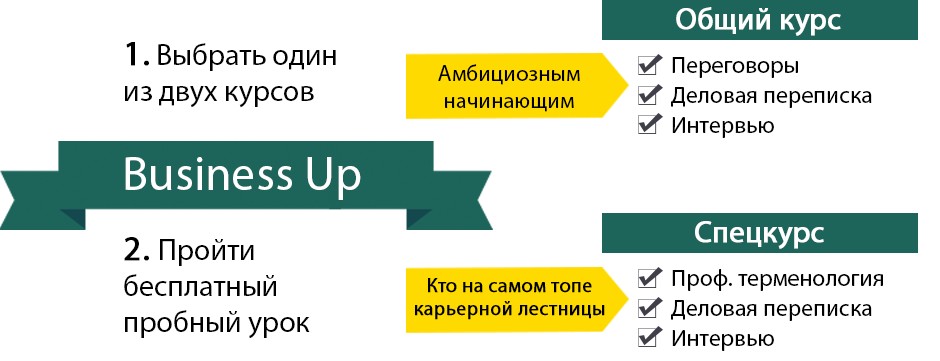 1. Выбрать один
из двух курсов
Business Up
2. Пройти
бесплатный
пробный урок
Амбициозным
начинающим
Общий курс
Переговоры
Деловая переписка
Интервью
Кто на самом топе
карьерной лестницы
Спецкурс
Проф. терменология
Деловая переписка
Интервью